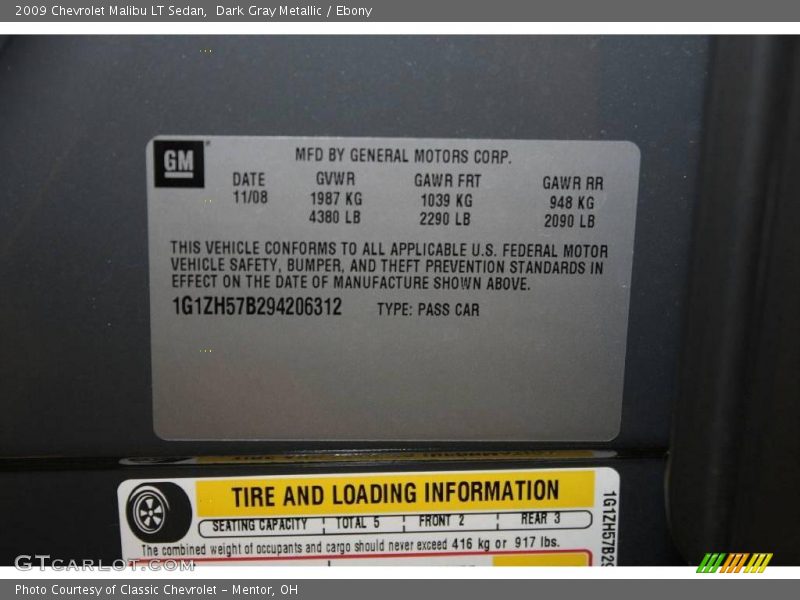 2009 Chevrolet Malibu LT Sedan,  Dark Gray Metallic / Ebony
GM
MFD BY GENERAL MOTORS CORP.
DATE GVWR GAWR FRT GAWR RR
11/08 1987 KG 1039 KG 948 KG
4380 LB 2290 LB 2090 LB
THIS VEHICLE CONFORMS TO ALL APPLICABLE U.S. FEDERAL MOTOR
VEHICLE SAFETY, BUMPER, AND THEFT PREVENTION STANDARDS IN
EFFECT ON THE DATE OF MANUFACTURE SHOWN ABOVE.
1G1ZH57B294206312 TYPE: PASS CAR
TIRE AND LOADING INFORMATION
SEATING CAPACITY TOTAL 5 FRONT 2 REAR 3
The combined weight of occupants and cargo should never exceed 416 kg or 917 lbs.
1G1ZH57B29
GTcarlot.com
Photo Courtesy of Classic Chevrolet - Mentor, OH